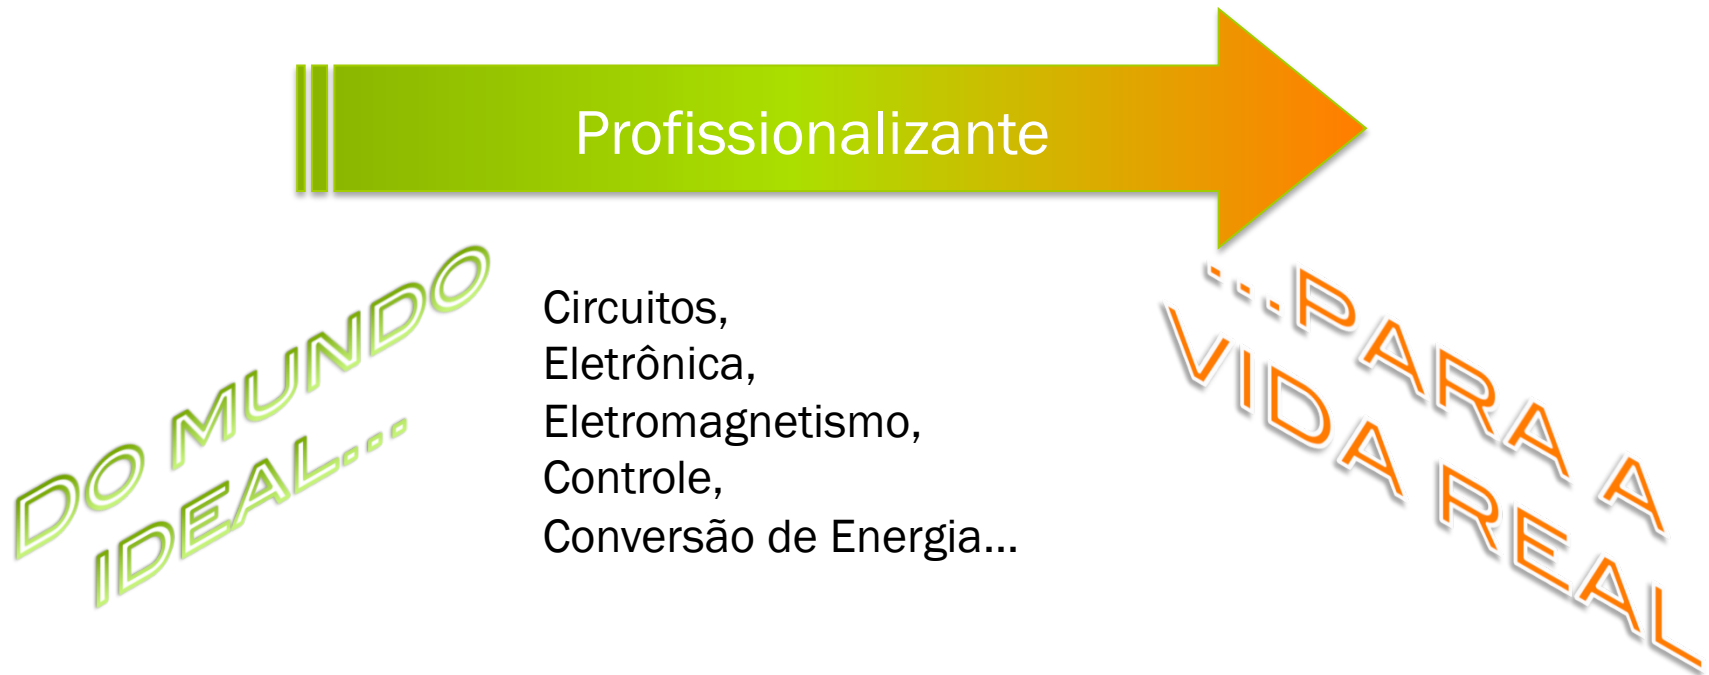 Profissionalizante
DO MUNDO
IDEAL...
Circuitos,
Eletrônica,
Eletromagnetismo,
Controle,
Conversão de Energia...
...PARA A
VIDA REAL